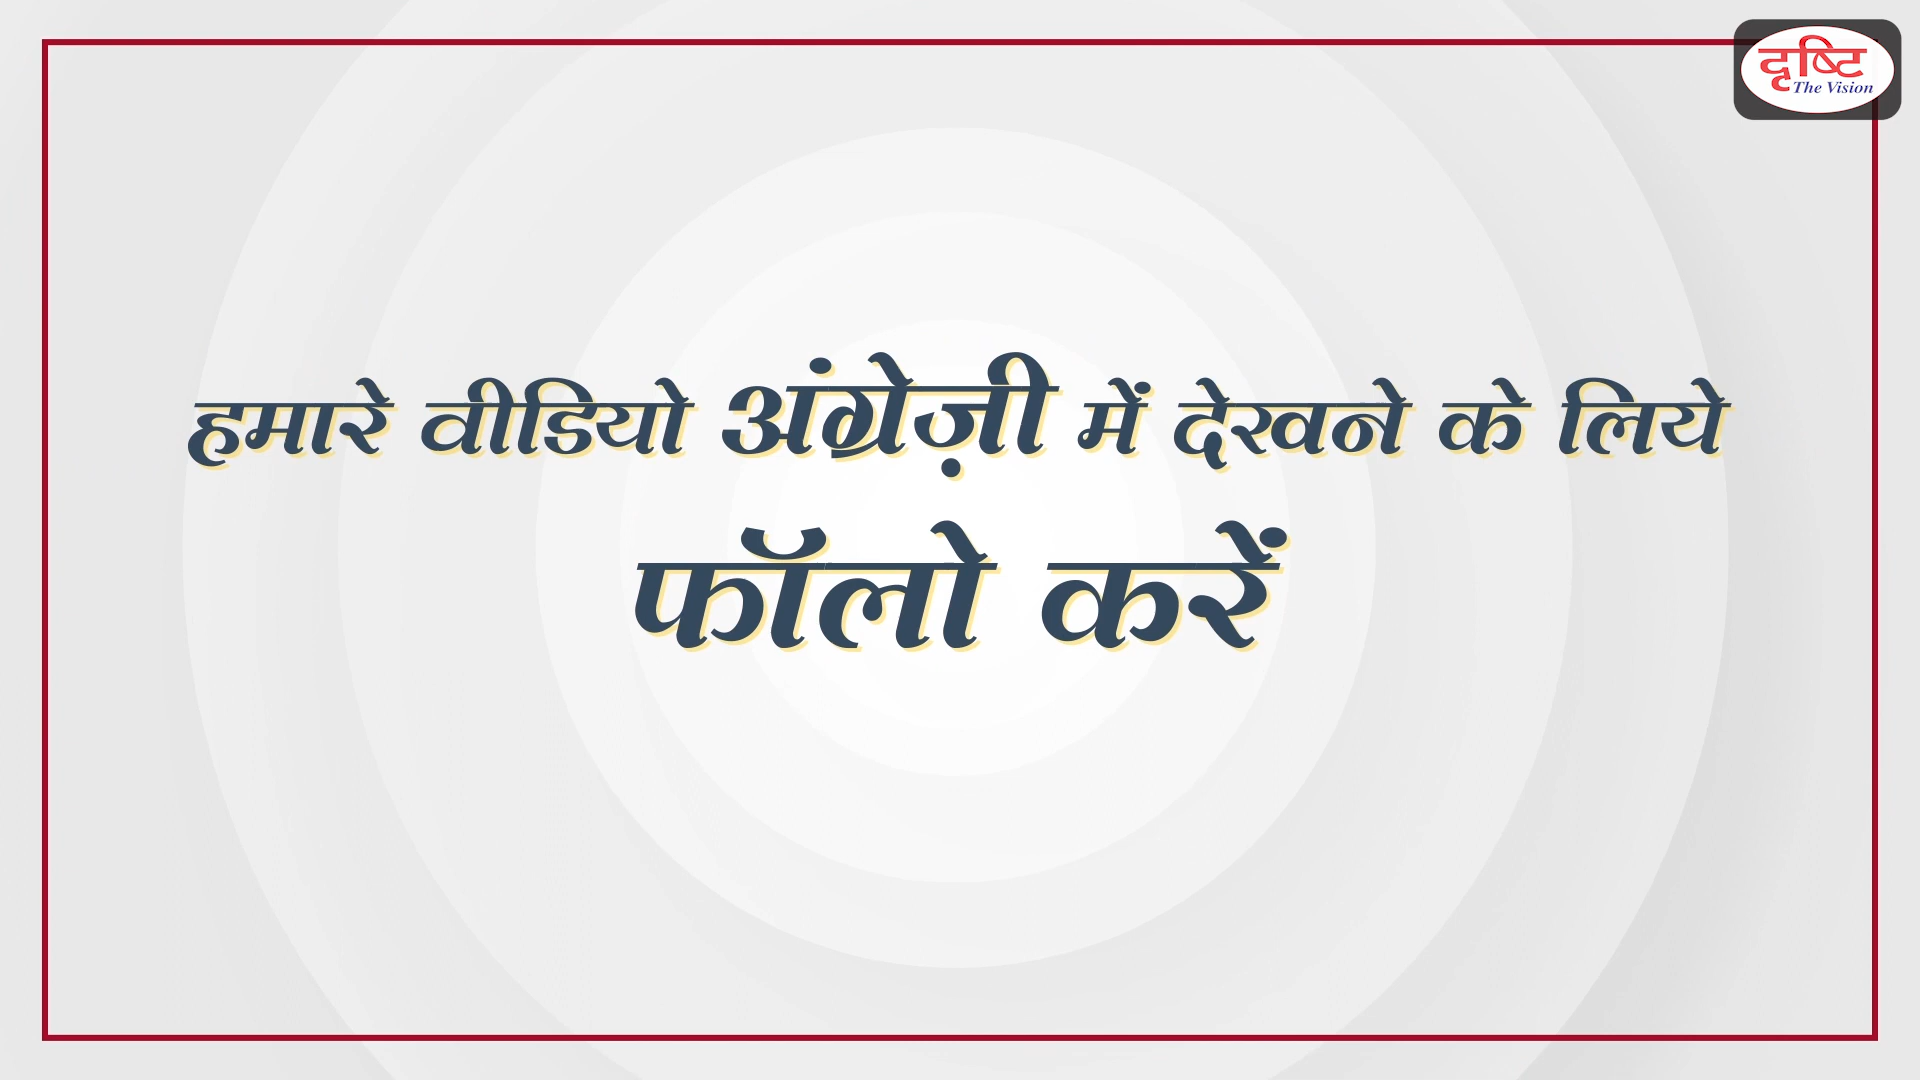 दृष्टि
The Vision
हमारे वीडियो अंग्रेज़ी में देखने के लिये
फॉलो करें